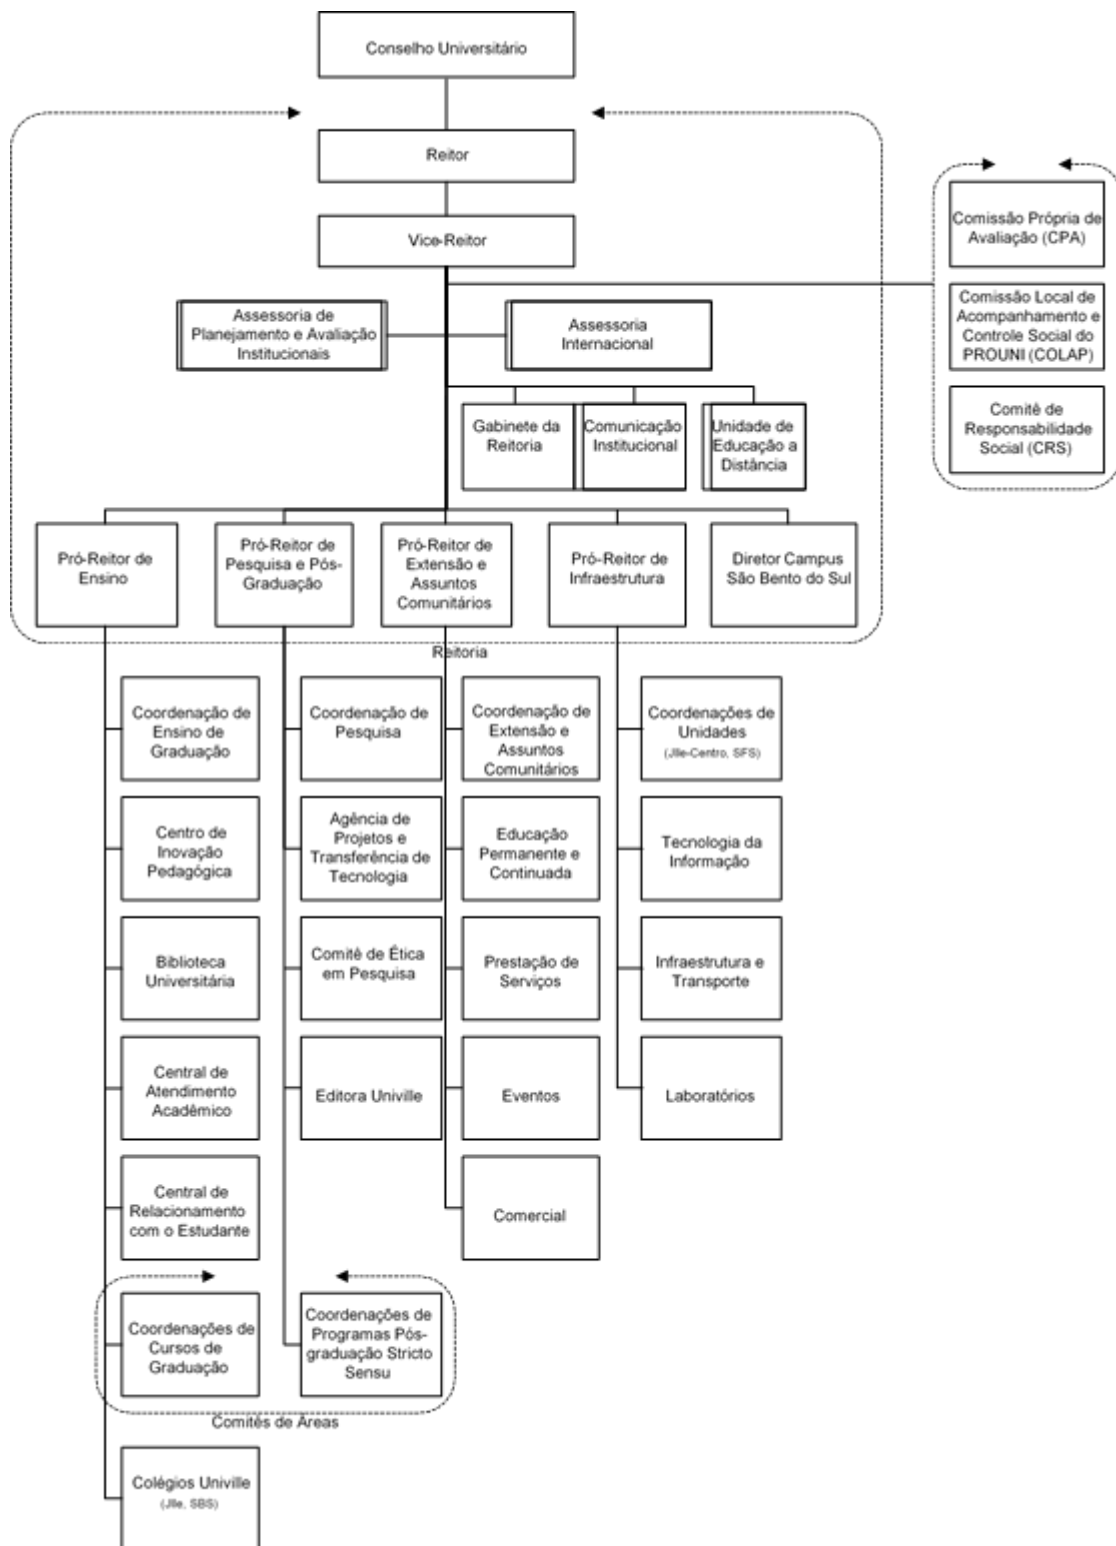 Conselho Universitário
Reitor
Vice-Reitor
Comissão Própria de
Avaliação (CPA)
Comissão Local de
Acompanhamento e
Controle Social do
PROUNI (COLAP)
Comitê de
Responsabilidade
Social (CRS)
Assessoria de
Planejamento e Avaliação
Institucionais
Assessoria
Internacional
Gabinete da
Reitoria
Comunicação
Institucional
Unidade de
Educação a
Distância
Pró-Reitor de
Ensino
Pró-Reitor de
Pesquisa e Pós-
Graduação
Pró-Reitor de
Extensão e
Assuntos
Comunitários
Pró-Reitor de
Infraestrutura
Diretor Campus
São Bento do Sul
Reitoria
Coordenação de
Ensino de
Graduação
Coordenação de
Pesquisa
Coordenação de
Extensão e
Assuntos
Comunitários
Coordenações de
Unidades
(Jlle-Centro, SFS)
Centro de
Inovação
Pedagógica
Agência de
Projetos e
Transferência de
Tecnologia
Educação
Permanente e
Continuada
Tecnologia da
Informação
Biblioteca
Universitária
Comitê de Ética
em Pesquisa
Prestação de
Serviços
Infraestrutura e
Transporte
Central de
Atendimento
Acadêmico
Editora Univille
Eventos
Laboratórios
Central de
Relacionamento
com o Estudante
Comercial
Coordenações de
Cursos de
Graduação
Coordenações de
Programas Pós-
graduação Stricto
Sensu
Comitês de Áreas
Colégios Univille
(Jlle, SBS)